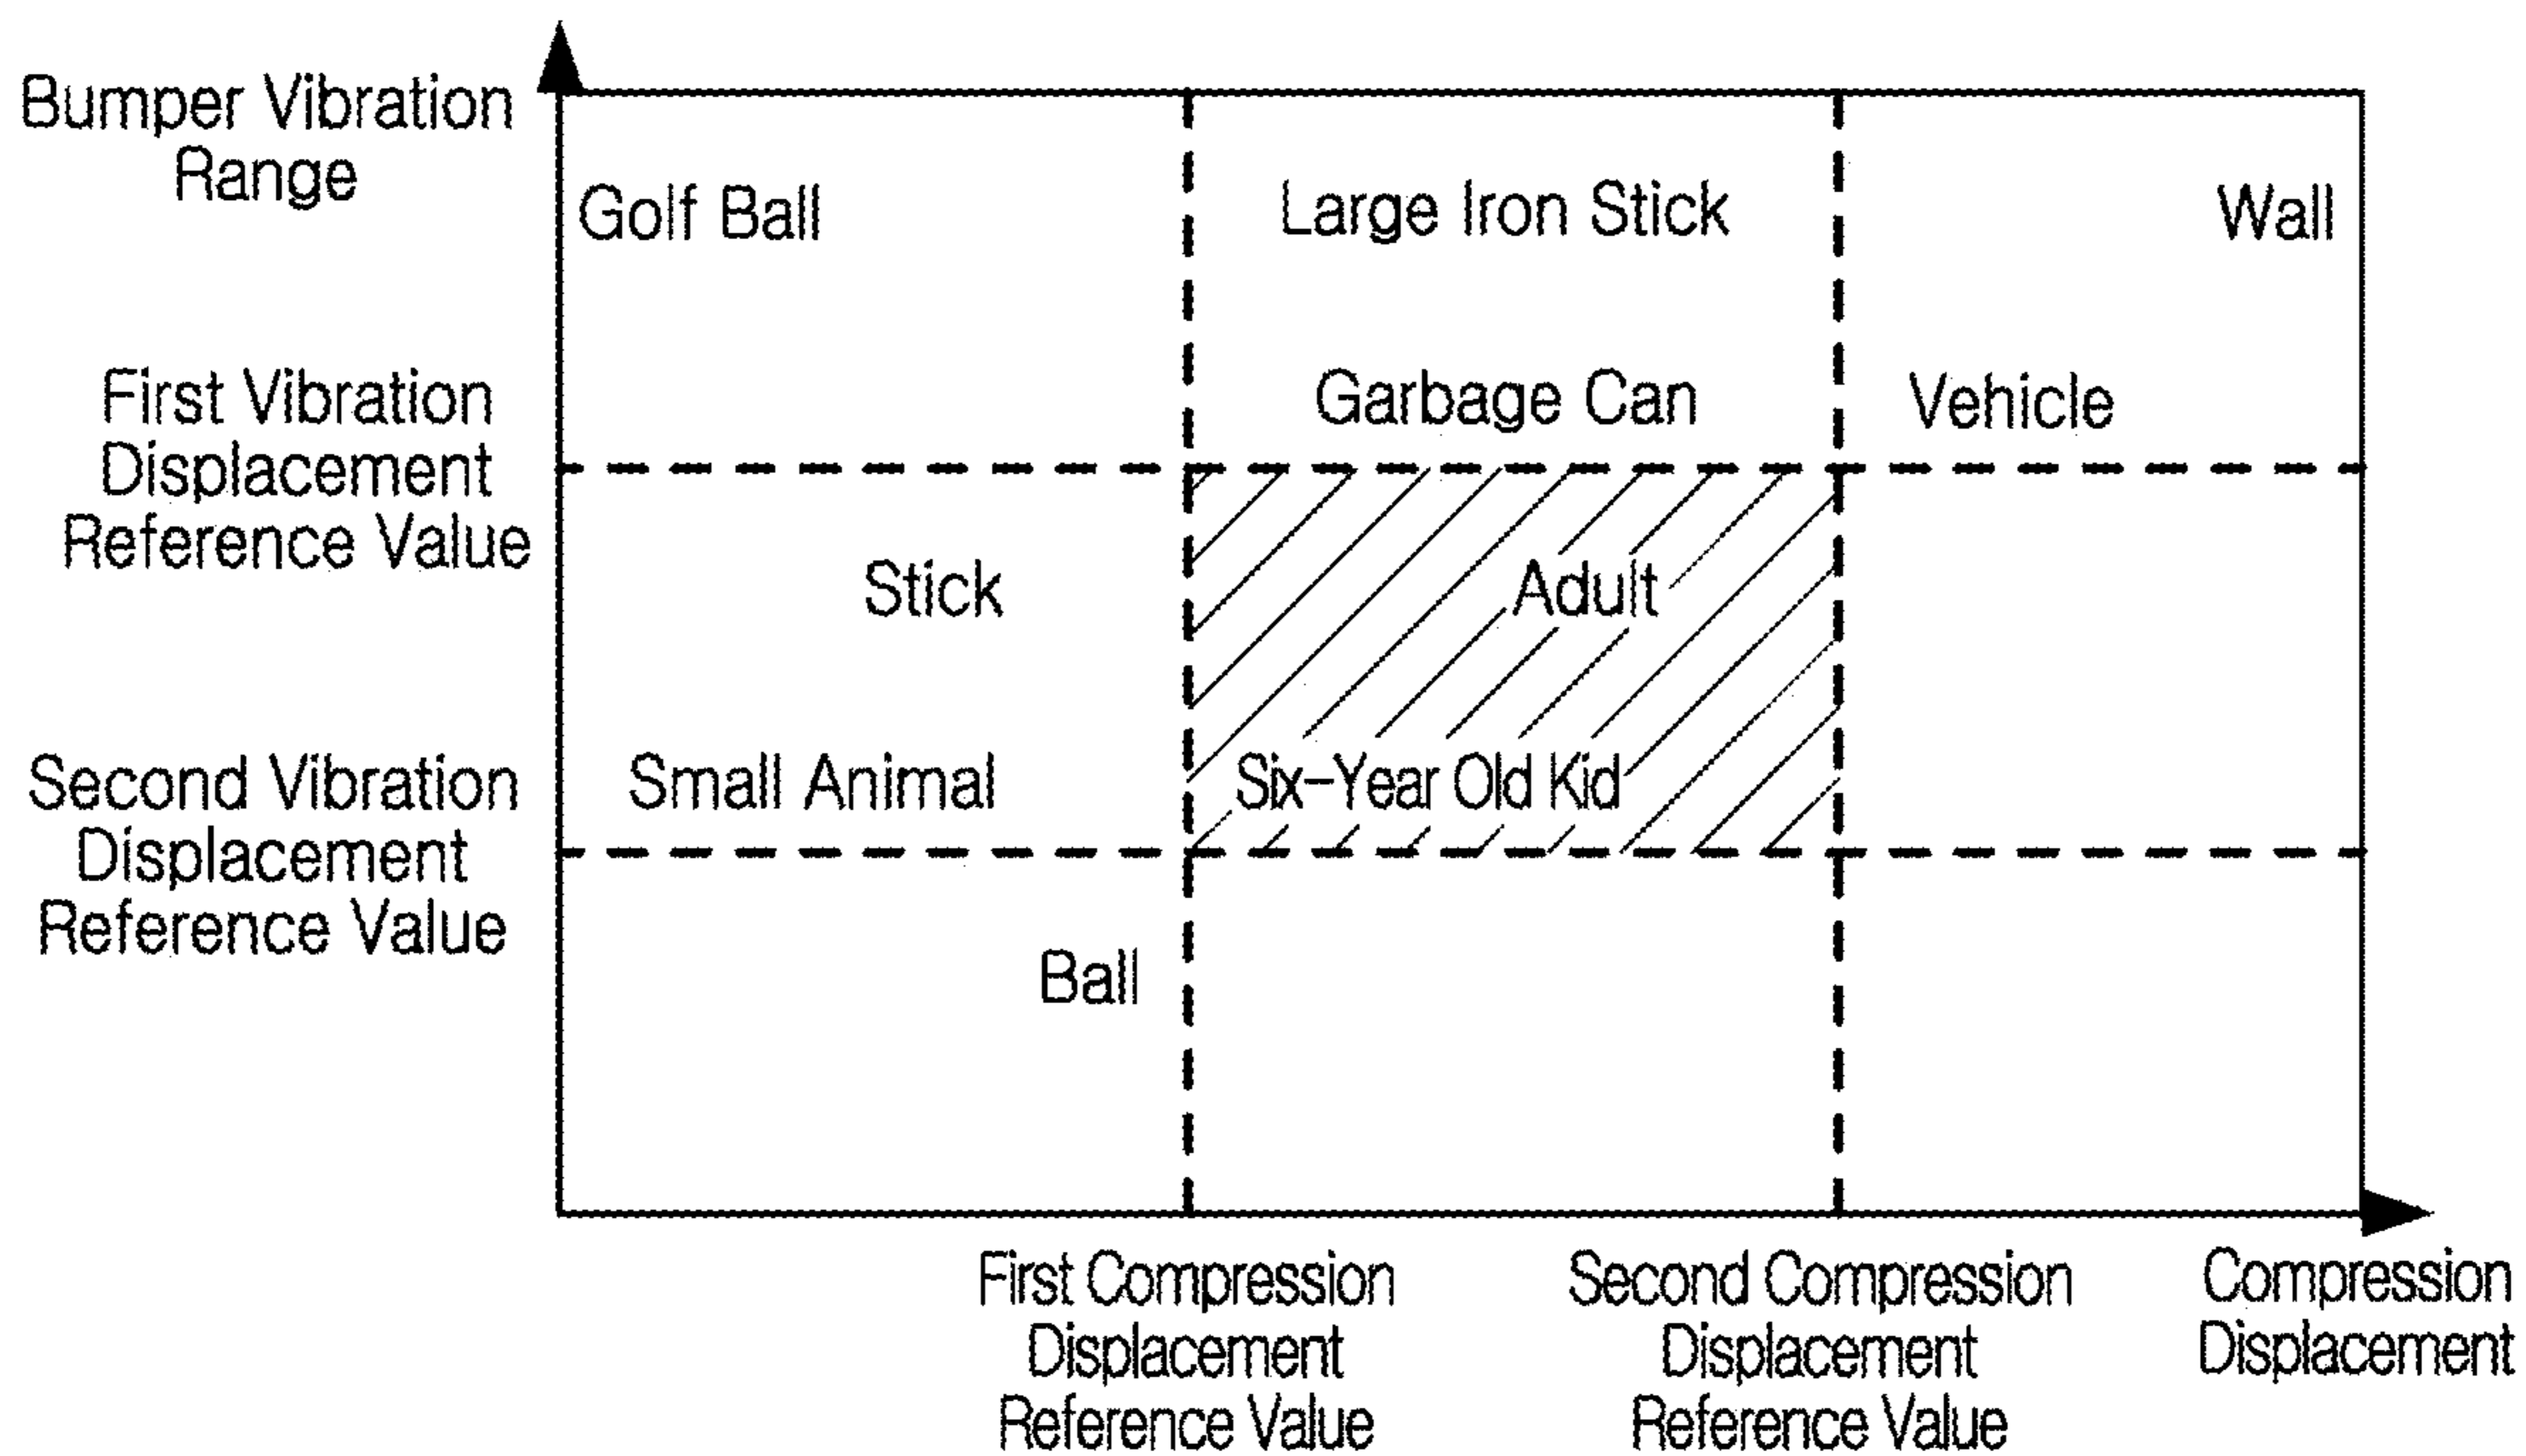 Bumper Vibration
Range
Golf Ball
Large Iron Stick
Wall
First Vibration
Displacement
Reference Value
Garbage Can
Vehicle
Stick
Adult
Second Vibration
Displacement
Reference Value
Small Animal
Six-Year Old Kid
Ball
First Compression
Displacement
Reference Value
Second Compression
Displacement
Reference Value
Compression
Displacement